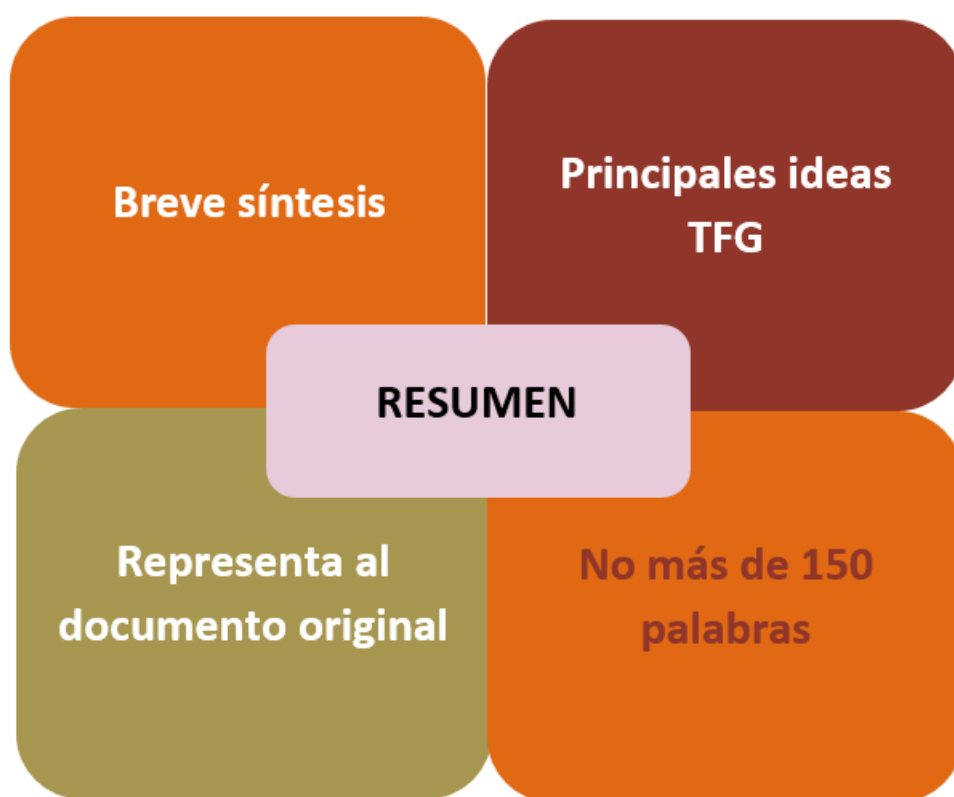 Breve síntesis
Principales ideas
TFG
RESUMEN
Representa al
documento original
No más de 150
palabras